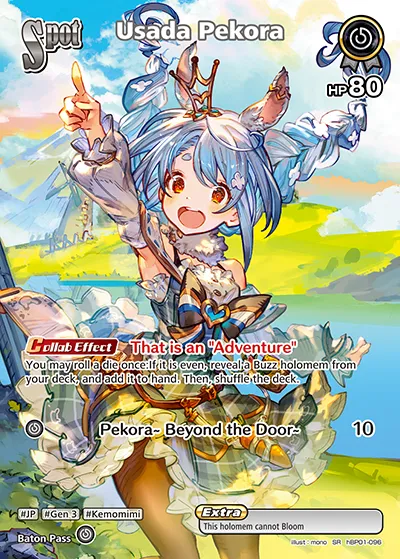 Spot
Usada Pekora
HP 80
Collab Effect That is an "Adventure"
You may roll a die once:If it is even, reveal a Buzz holomem from
your deck, and add it to hand. Then, shuffle the deck.
Pekora~ Beyond the Door~ 10
#JP #Gen 3 #Kemomimi
Extra
This holomem cannot Bloom
Baton Pass
illust : mono SR hBP01-096